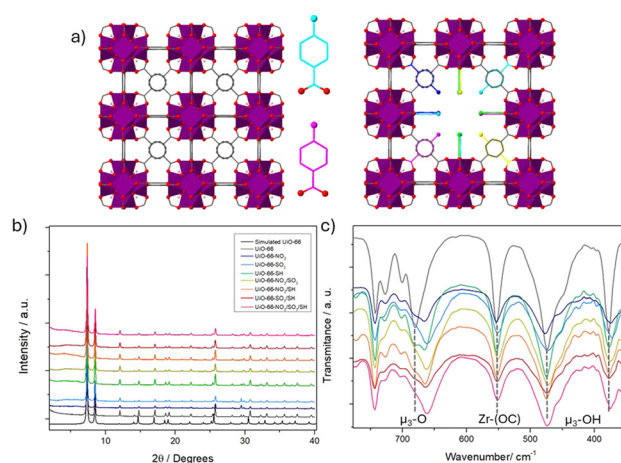 a)
b)
Intensity / a.u.
Simulated UiO-66
UiO-66
UiO-66-NO₂
UiO-66-SO₃
UiO-66-SH
UiO-66-NO₂/SO₃
UiO-66-NO₂/SH
UiO-66-SO₃/SH
UiO-66-NO₂/SO₃/SH
0 10 20 30 40
2θ / Degrees
c)
Transmitance / a. u.
μ₃-O
Zr-(OC)
μ₃-OH
700 600 500 400
Wavenumber/ cm⁻¹